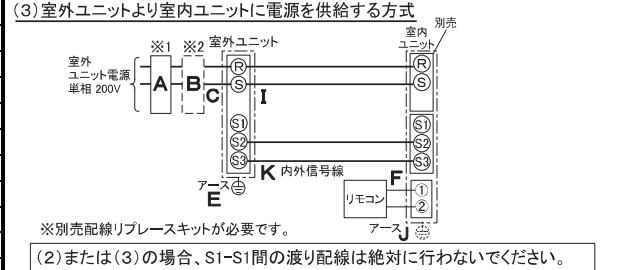 (3)室外ユニットより室内ユニットに電源を供給する方式
別売
※1 ※2 室外ユニット
室内
ユニット
室外
ユニット電源
単相 200V
A B C
R S I R S
S1 S1
S2 S2
S3 S3
K 内外信号線
アース
E
F
リモコン
① ②
アース J
※別売配線リプレースキットが必要です。
(2)または(3)の場合、S1-S1間の渡り配線は絶対に行わないでください。